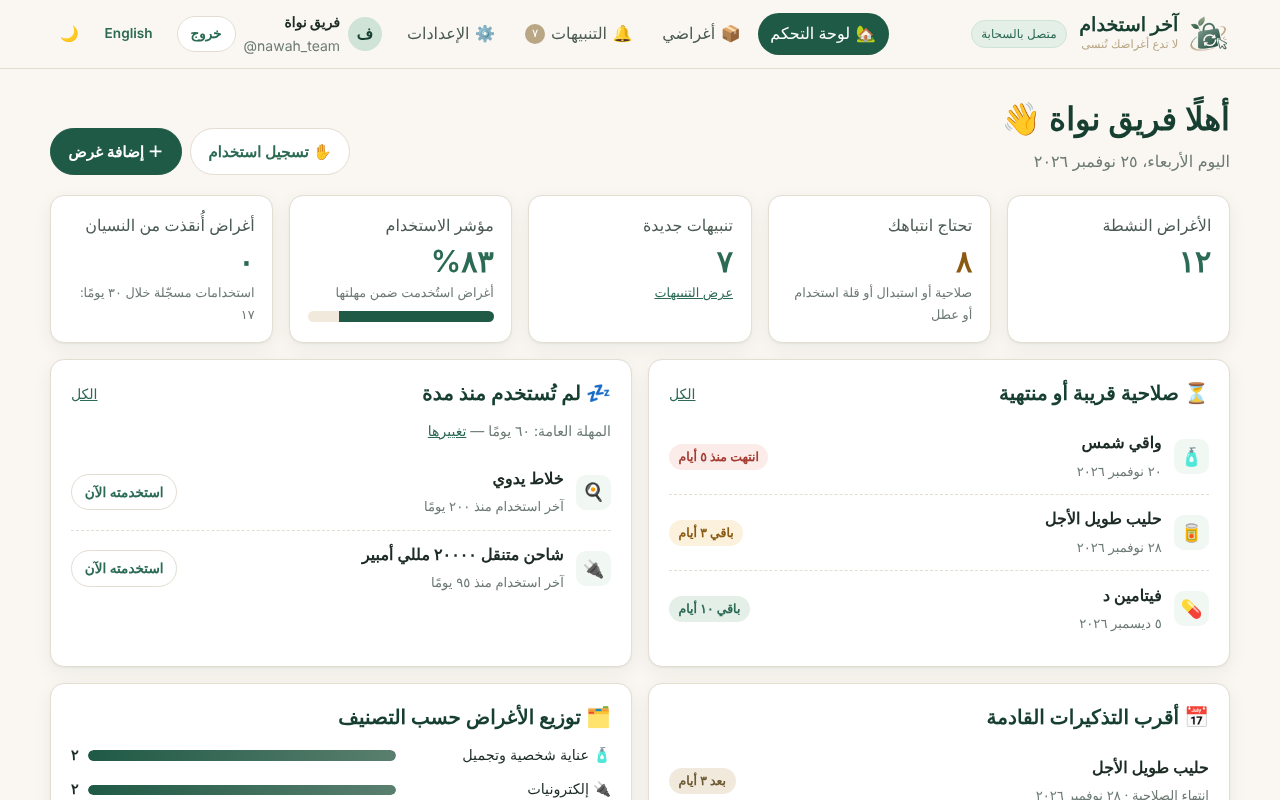 آخر استخدام
لا ندع أغراضك تُنسى
متصل بالسحابة
🏡 لوحة التحكم
📦 أغراضي
🔔 التنبيهات ٧
⚙️ الإعدادات
ف
فريق نواة
@nawah_team
خروج
English
🌙
أهلًا فريق نواة 👋
اليوم الأربعاء، ٢٥ نوفمبر ٢٠٢٦
✋ تسجيل استخدام
+ إضافة غرض
الأغراض النشطة
١٢
تحتاج انتباهك
٨
صلاحية أو استبدال أو قلة استخدام
أو عطل
تنبيهات جديدة
٧
عرض التنبيهات
مؤشر الاستخدام
٨٣%
أغراض استُخدمت ضمن مهلتها
أغراض أُنقذت من النسيان
٠
استخدامات مسجّلة خلال ٣٠ يومًا:
١٧
⏳ صلاحية قريبة أو منتهية
الكل
واقي شمس
٢٠ نوفمبر ٢٠٢٦
انتهت منذ ٥ أيام
حليب طويل الأجل
٢٨ نوفمبر ٢٠٢٦
باقي ٣ أيام
فيتامين د
٥ ديسمبر ٢٠٢٦
باقي ١٠ أيام
💤 لم تُستخدم منذ مدة
الكل
المهلة العامة: ٦٠ يومًا — تغييرها
خلاط يدوي
آخر استخدام منذ ٢٠٠ يومًا
استخدمته الآن
شاحن متنقل ٢٠٠٠٠ مللي أمبير
آخر استخدام منذ ٩٥ يومًا
استخدمته الآن
📅 أقرب التذكيرات القادمة
حليب طويل الأجل
انتهاء الصلاحية · ٢٨ نوفمبر ٢٠٢٦
بعد ٣ أيام
🗂️ توزيع الأغراض حسب التصنيف
🧴 عناية شخصية وتجميل ٢
🔌 إلكترونيات ٢